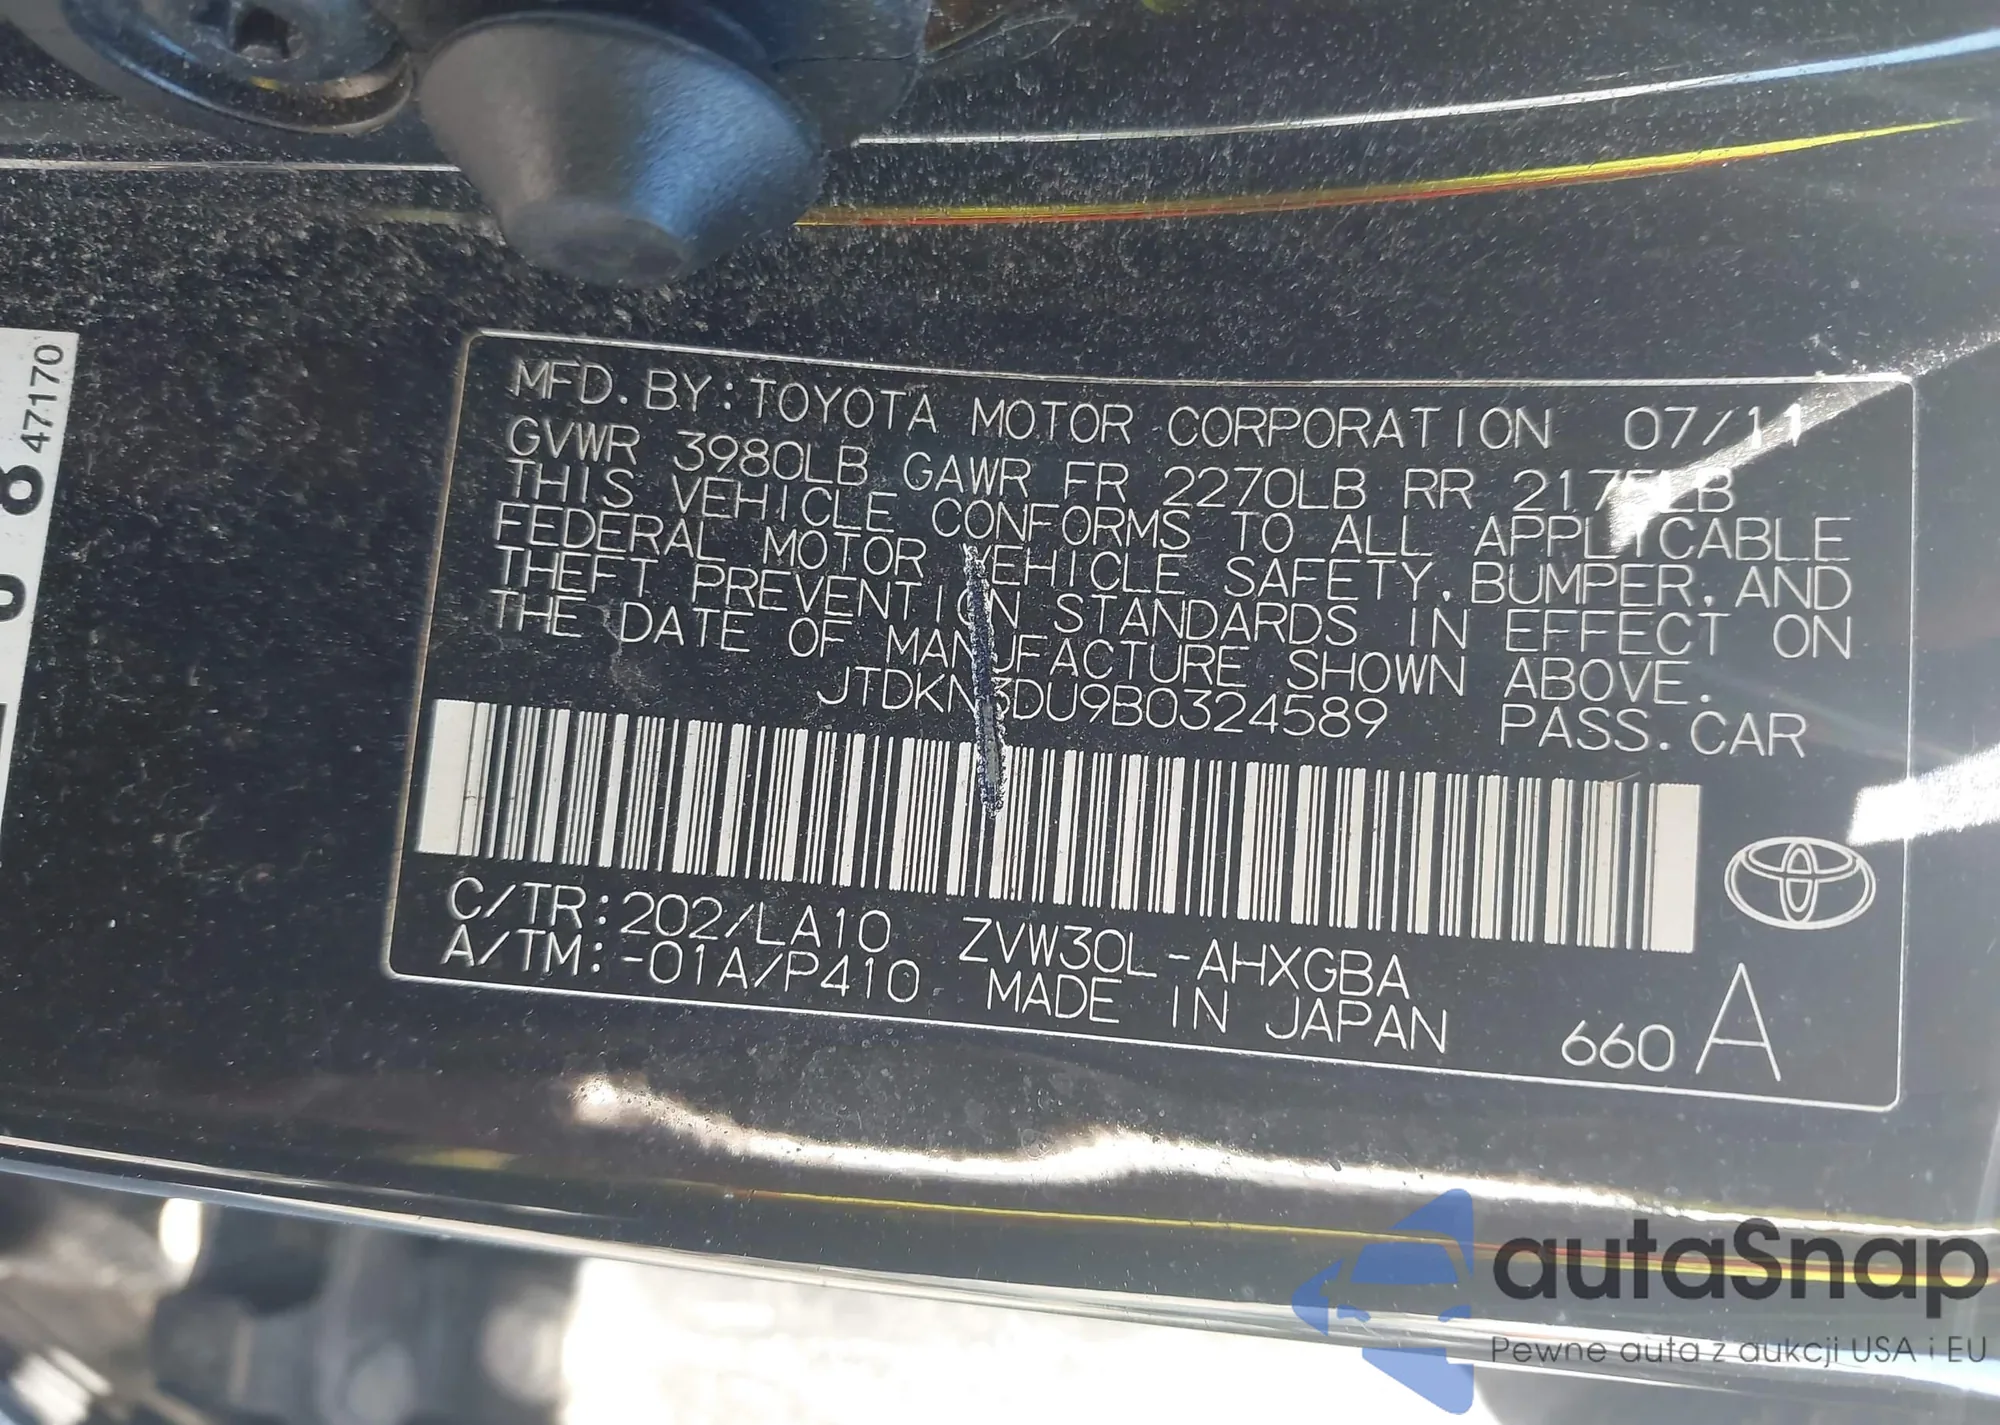 MFD. BY: TOYOTA MOTOR CORPORATION 07/11
GVWR 3980LB GAWR FR 2270LB RR 2175LB
THIS VEHICLE CONFORMS TO ALL APPLICABLE
FEDERAL MOTOR VEHICLE SAFETY, BUMPER, AND
THEFT PREVENTION STANDARDS IN EFFECT ON
THE DATE OF MANUFACTURE SHOWN ABOVE.
JTDKN3DU9B0324589 PASS. CAR
C/TR: 202/LA10 ZVW30L-AHXGBA
A/TM: -01A/P410 MADE IN JAPAN 660 A
47170
autaSnap
Pewne auta z aukcji USA i EU